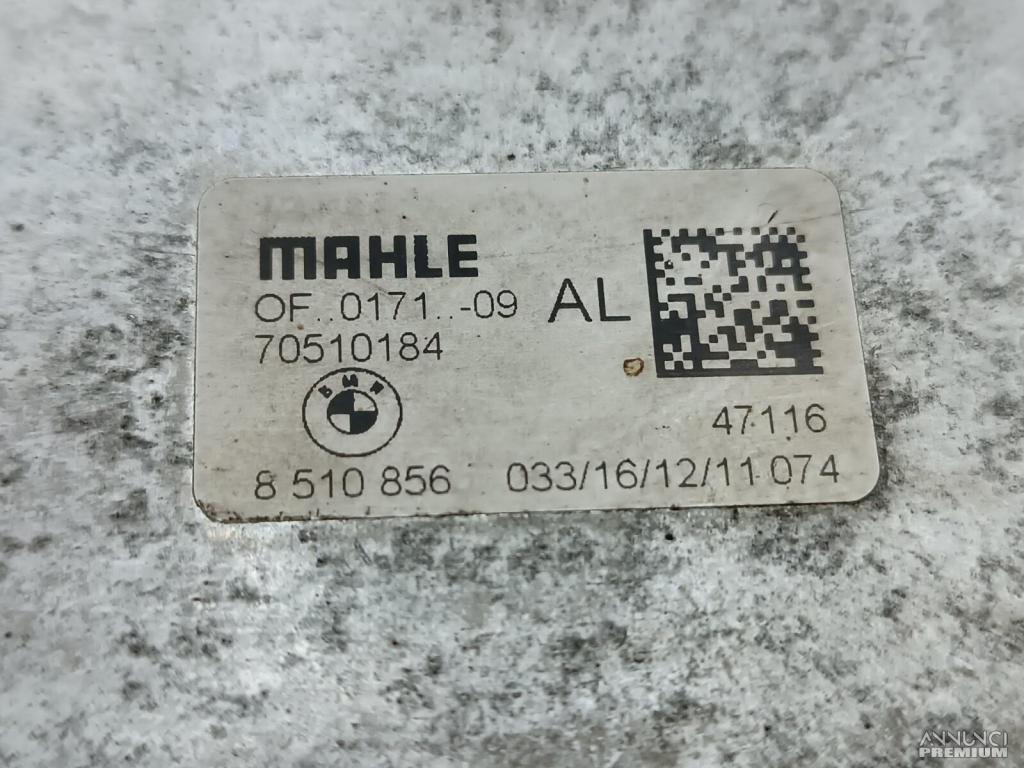 MAHLE
OF..0171..-09 AL
70510184
BMW
47116
8 510 856 033/16/12/11 074
ANNUNCI
PREMIUM